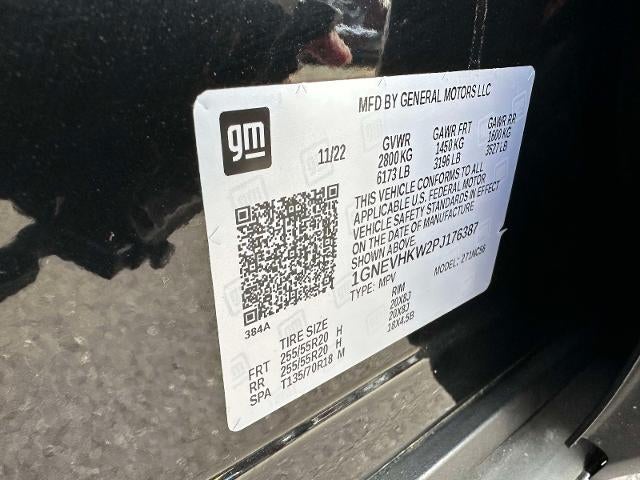 MFD BY GENERAL MOTORS LLC
gm
11/22
GVWR GAWR FRT GAWR RR
2800 KG 1450 KG 1600 KG
6173 LB 3196 LB 3527 LB
THIS VEHICLE CONFORMS TO ALL
APPLICABLE U.S. FEDERAL MOTOR
VEHICLE SAFETY STANDARDS IN EFFECT
ON THE DATE OF MANUFACTURE
SHOWN ABOVE.
1GNEVHKW2PJ176387
TYPE: MPV MODEL: 271NC56
384A
TIRE SIZE RIM
FRT 255/55R20 H 20X8J
RR 255/55R20 H 20X8J
SPA T135/70R18 M 18X4.5B